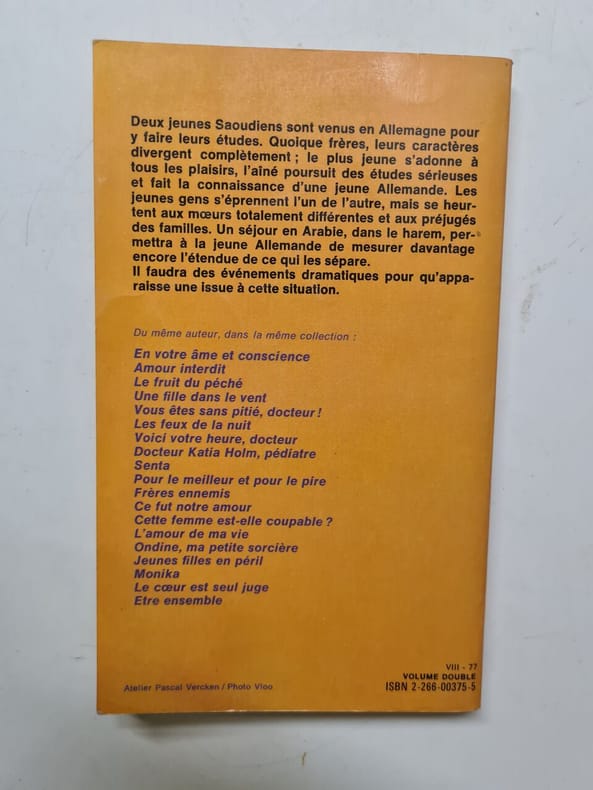 Deux jeunes Saoudiens sont venus en Allemagne pour
y faire leurs études. Quoique frères, leurs caractères
divergent complètement ; le plus jeune s'adonne à
tous les plaisirs, l'aîné poursuit des études sérieuses
et fait la connaissance d'une jeune Allemande. Les
jeunes gens s'éprennent l'un de l'autre, mais se heur-
tent aux mœurs totalement différentes et aux préjugés
des familles. Un séjour en Arabie, dans le harem, per-
mettra à la jeune Allemande de mesurer davantage
encore l'étendue de ce qui les sépare.
Il faudra des événements dramatiques pour qu'appa-
raisse une issue à cette situation.
Du même auteur, dans la même collection :
En votre âme et conscience
Amour interdit
Le fruit du péché
Une fille dans le vent
Vous êtes sans pitié, docteur !
Les feux de la nuit
Voici votre heure, docteur
Docteur Katia Holm, pédiatre
Senta
Pour le meilleur et pour le pire
Frères ennemis
Ce fut notre amour
Cette femme est-elle coupable ?
L'amour de ma vie
Ondine, ma petite sorcière
Jeunes filles en péril
Monika
Le cœur est seul juge
Etre ensemble
VIII - 77
VOLUME DOUBLE
Atelier Pascal Vercken / Photo Vloo
ISBN 2-266-00375-5